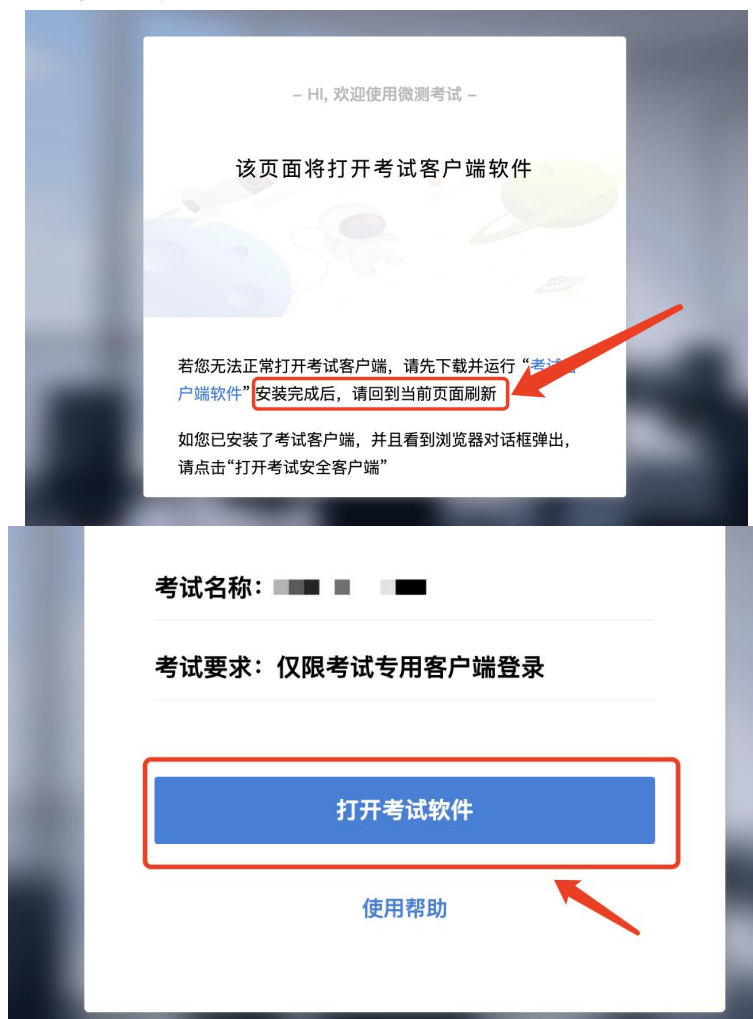 – HI, 欢迎使用微测考试 –
该页面将打开考试客户端软件
若您无法正常打开考试客户端，请先下载并运行 “考试客
户端软件” 安装完成后，请回到当前页面刷新
如您已安装了考试客户端，并且看到浏览器对话框弹出，
请点击“打开考试安全客户端”
考试名称：
考试要求：仅限考试专用客户端登录
打开考试软件
使用帮助